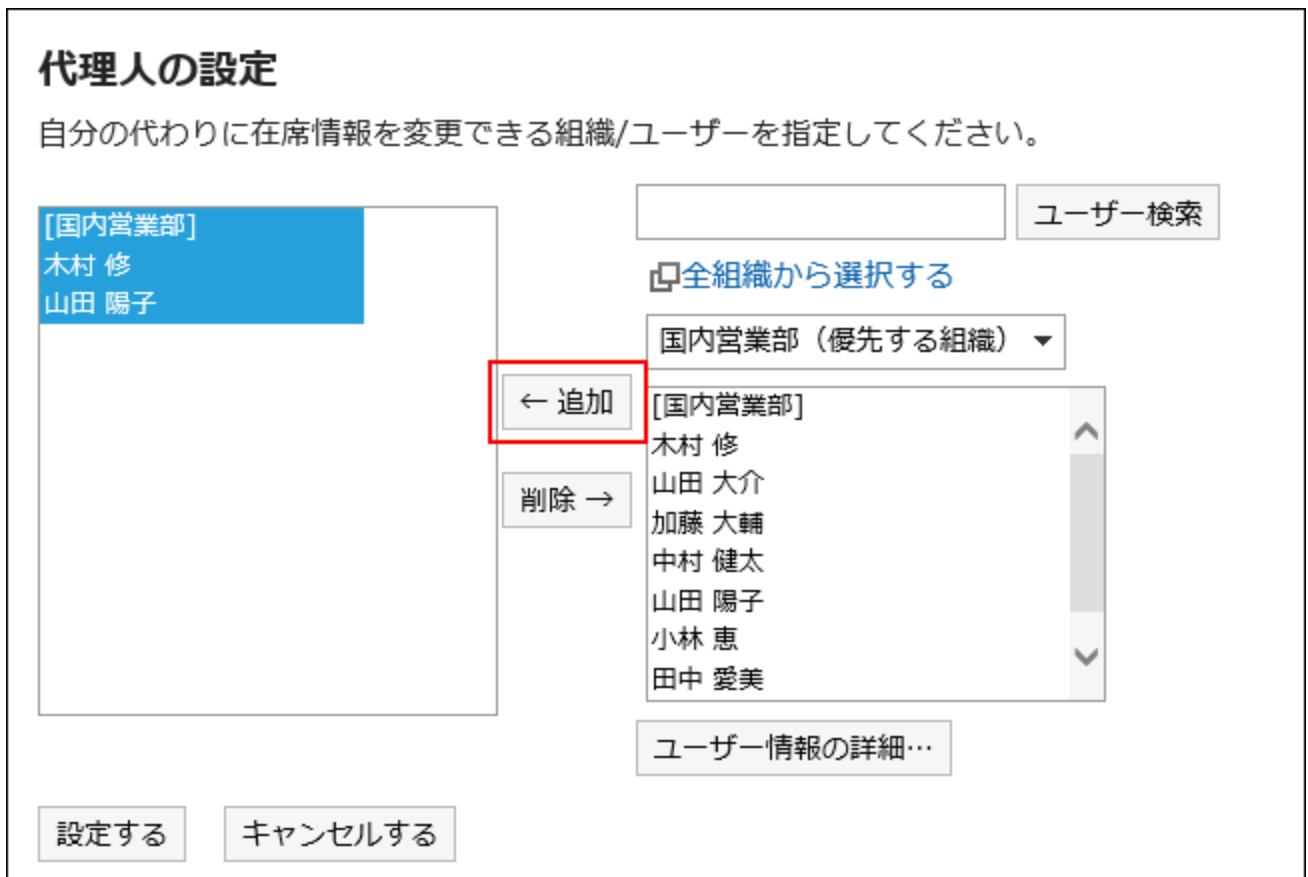 代理人の設定
自分の代わりに在席情報を変更できる組織/ユーザーを指定してください。
[国内営業部]
木村 修
山田 陽子
← 追加
削除 →
ユーザー検索
全組織から選択する
国内営業部（優先する組織）
[国内営業部]
木村 修
山田 大介
加藤 大輔
中村 健太
山田 陽子
小林 恵
田中 愛美
ユーザー情報の詳細…
設定する
キャンセルする